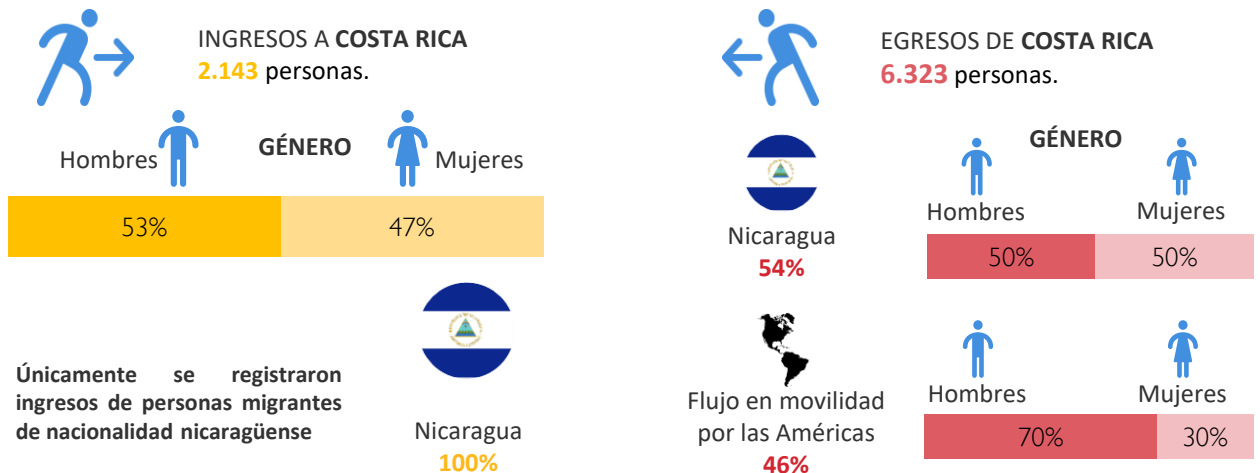 INGRESOS A COSTA RICA
2.143 personas.
GÉNERO
Hombres
Mujeres
53%
47%
Únicamente se registraron
ingresos de personas migrantes
de nacionalidad nicaragüense
Nicaragua
100%
EGRESOS DE COSTA RICA
6.323 personas.
GÉNERO
Nicaragua
54%
Hombres
Mujeres
50%
50%
Flujo en movilidad
por las Américas
46%
Hombres
Mujeres
70%
30%